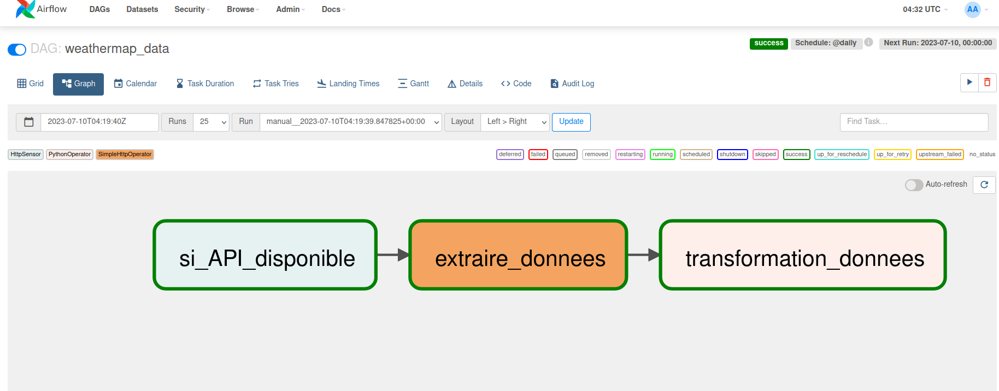 Airflow DAGs Datasets Security Browse Admin Docs 04:32 UTC AA
DAG: weathermap_data success Schedule: @daily i Next Run: 2023-07-10, 00:00:00
Grid Graph Calendar Task Duration Task Tries Landing Times Gantt Details Code Audit Log
2023-07-10T04:19:40Z Runs 25 Run manual__2023-07-10T04:19:39.847825+00:00 Layout Left > Right Update Find Task...
HttpSensor PythonOperator SimpleHttpOperator deferred failed queued removed restarting running scheduled shutdown skipped success up_for_reschedule up_for_retry upstream_failed no_status
Auto-refresh
si_API_disponible extraire_donnees transformation_donnees